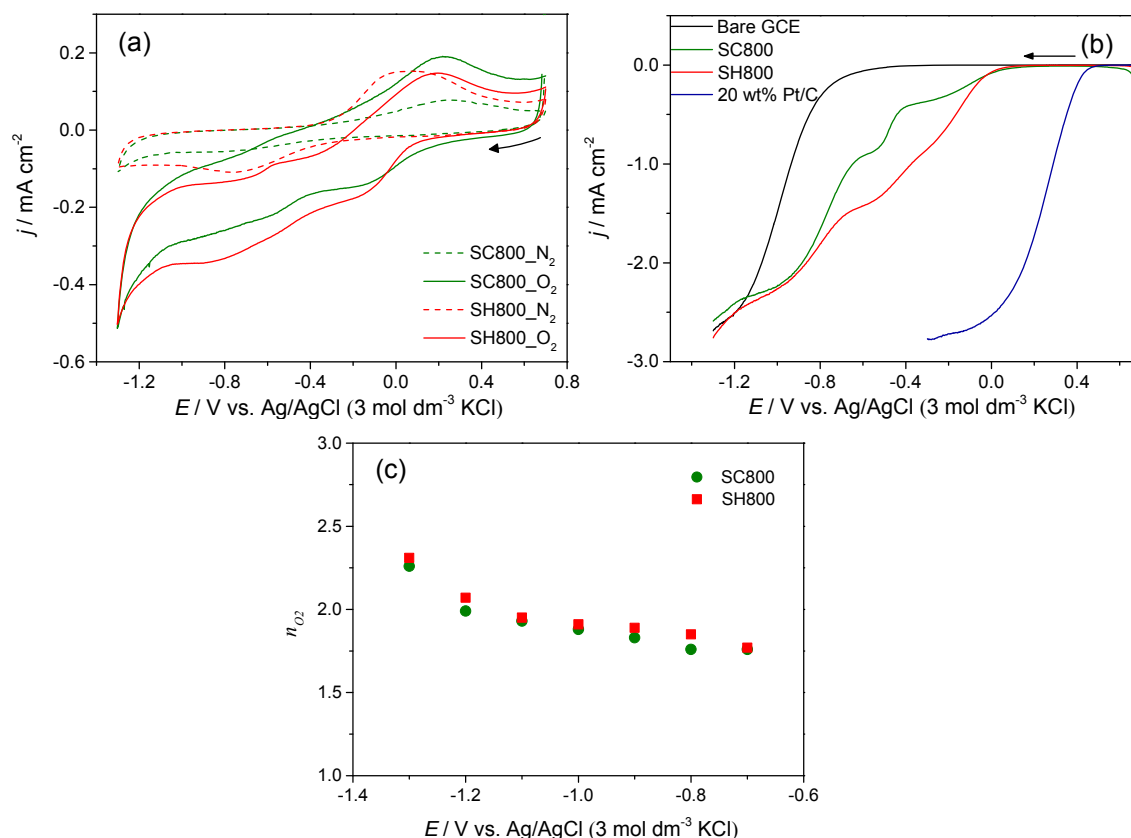 (a)
0.2
0.0
-0.2
-0.4
-0.6
j / mA cm⁻²
SC800_N₂
SC800_O₂
SH800_N₂
SH800_O₂
-1.2 -0.8 -0.4 0.0 0.4 0.8
E / V vs. Ag/AgCl (3 mol dm⁻³ KCl)
Bare GCE
SC800
SH800
20 wt% Pt/C
(b)
0.0
-1.0
-2.0
-3.0
j / mA cm⁻²
-1.2 -0.8 -0.4 0.0 0.4
E / V vs. Ag/AgCl (3 mol dm⁻³ KCl)
(c)
SC800
SH800
3.0
2.5
2.0
1.5
1.0
n_O2
-1.4 -1.2 -1.0 -0.8 -0.6
E / V vs. Ag/AgCl (3 mol dm⁻³ KCl)